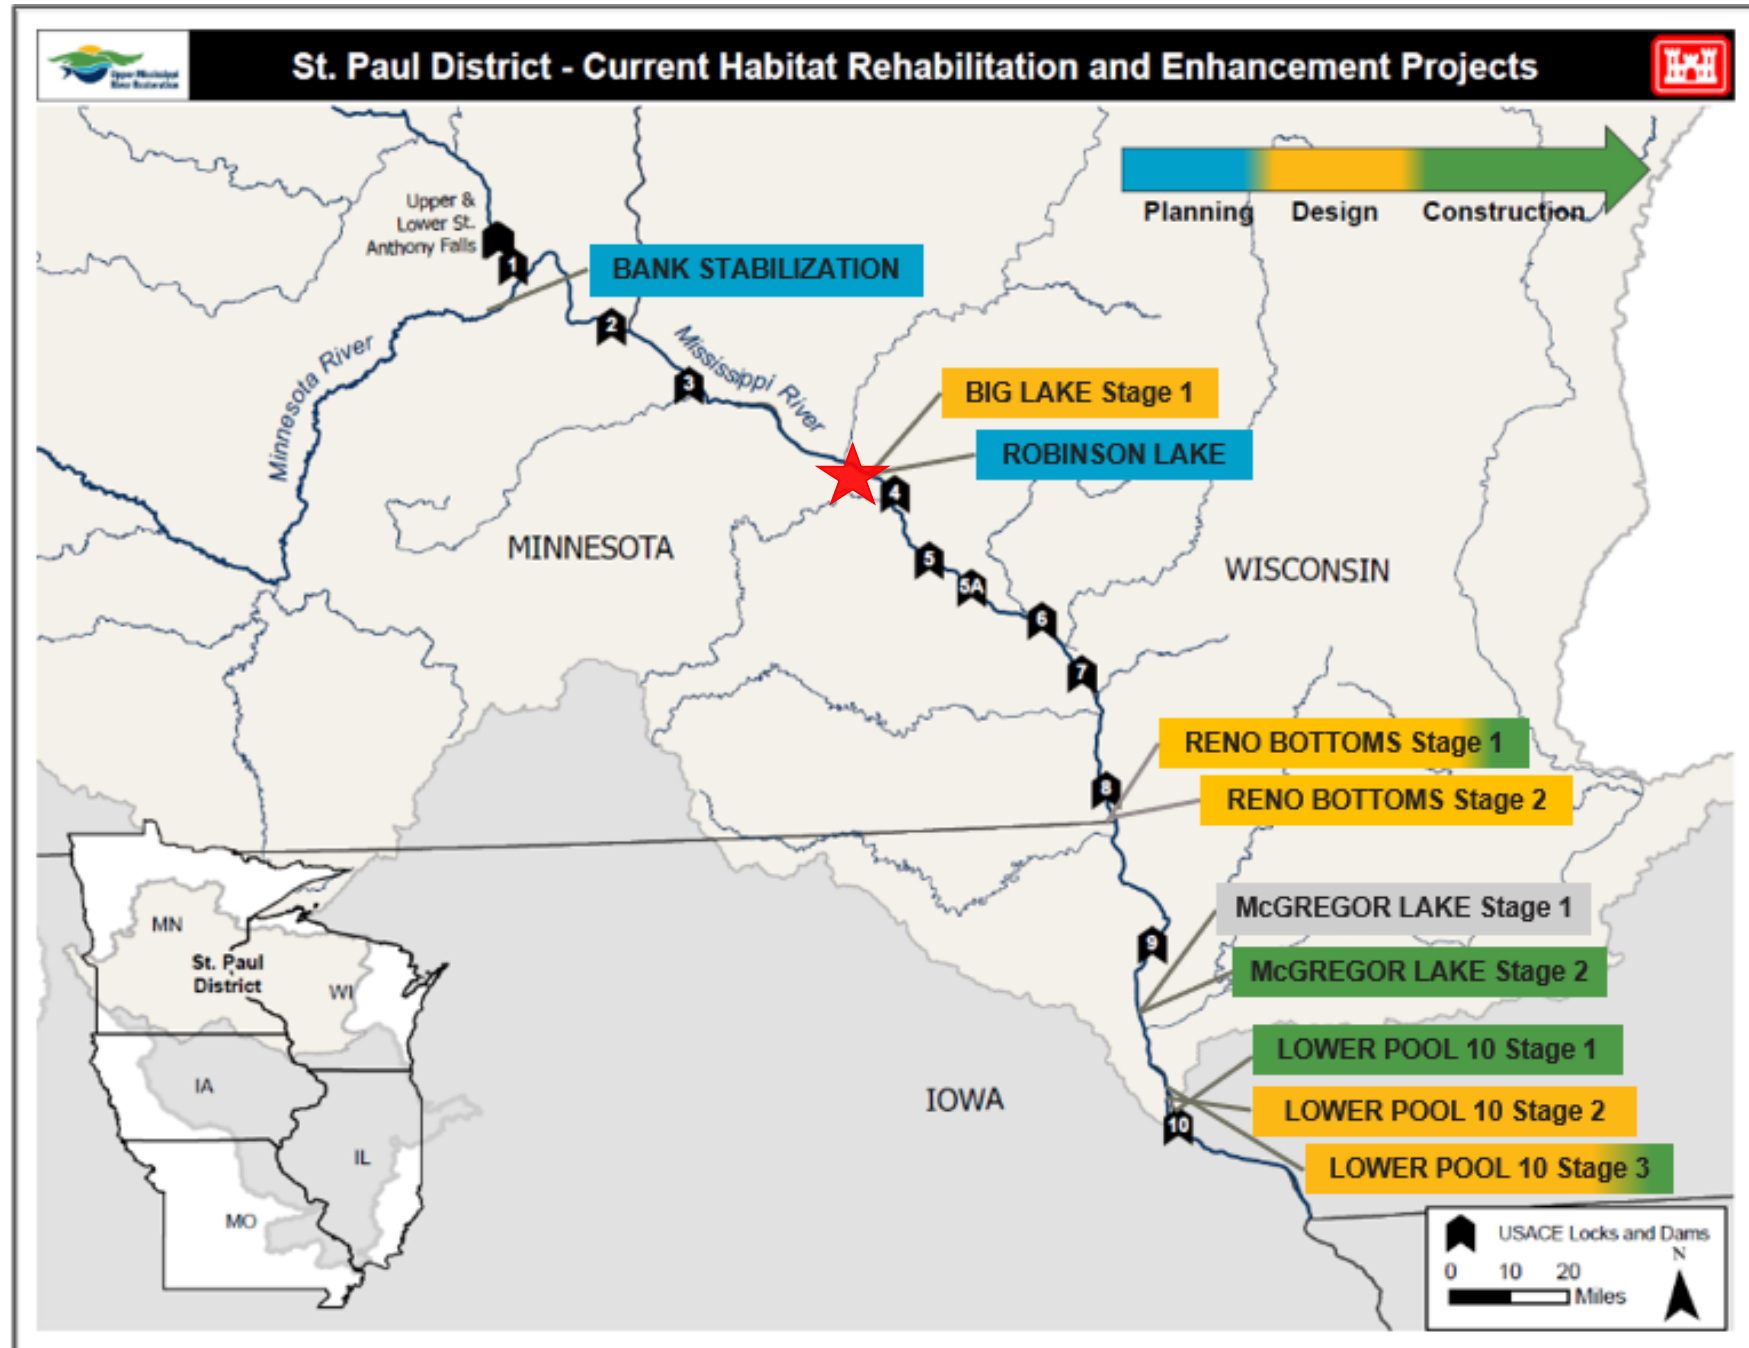 Upper Mississippi
River Restoration
St. Paul District - Current Habitat Rehabilitation and Enhancement Projects
Planning
Design
Construction
Upper &
Lower St.
Anthony Falls
1
BANK STABILIZATION
2
Mississippi River
Minnesota River
3
BIG LAKE Stage 1
ROBINSON LAKE
4
MINNESOTA
5
WISCONSIN
5A
6
7
RENO BOTTOMS Stage 1
8
RENO BOTTOMS Stage 2
McGREGOR LAKE Stage 1
9
McGREGOR LAKE Stage 2
LOWER POOL 10 Stage 1
IOWA
LOWER POOL 10 Stage 2
10
LOWER POOL 10 Stage 3
MN
St. Paul
District
WI
IA
IL
MO
USACE Locks and Dams
N
0 10 20
Miles